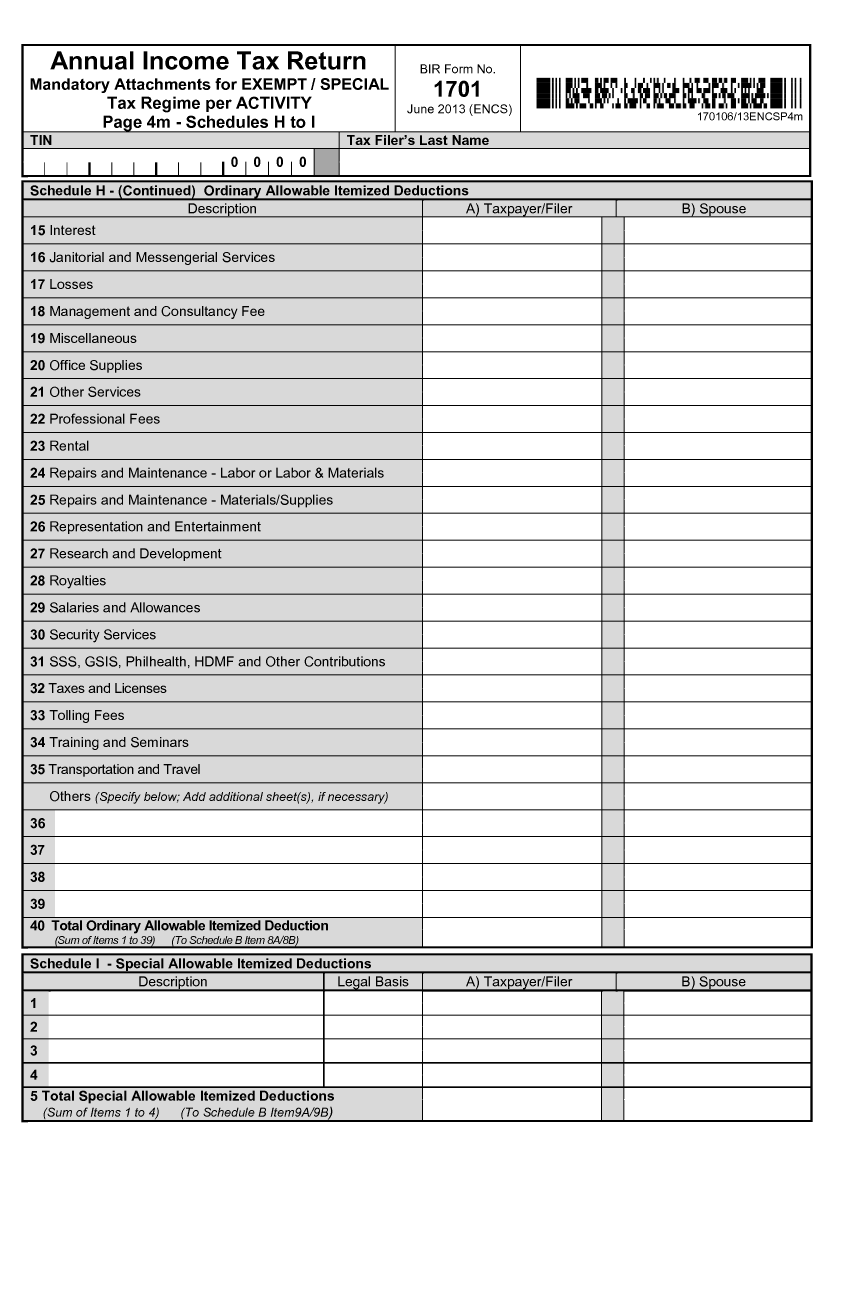 Annual Income Tax Return
Mandatory Attachments for EXEMPT / SPECIAL
Tax Regime per ACTIVITY
Page 4m - Schedules H to I
BIR Form No.
1701
June 2013 (ENCS)
170106/13ENCSP4m
TIN
Tax Filer's Last Name
0 0 0 0
Schedule H - (Continued) Ordinary Allowable Itemized Deductions
Description A) Taxpayer/Filer B) Spouse
15 Interest
16 Janitorial and Messengerial Services
17 Losses
18 Management and Consultancy Fee
19 Miscellaneous
20 Office Supplies
21 Other Services
22 Professional Fees
23 Rental
24 Repairs and Maintenance - Labor or Labor & Materials
25 Repairs and Maintenance - Materials/Supplies
26 Representation and Entertainment
27 Research and Development
28 Royalties
29 Salaries and Allowances
30 Security Services
31 SSS, GSIS, Philhealth, HDMF and Other Contributions
32 Taxes and Licenses
33 Tolling Fees
34 Training and Seminars
35 Transportation and Travel
Others (Specify below; Add additional sheet(s), if necessary)
36
37
38
39
40 Total Ordinary Allowable Itemized Deduction
(Sum of Items 1 to 39) (To Schedule B Item 8A/8B)
Schedule I - Special Allowable Itemized Deductions
Description Legal Basis A) Taxpayer/Filer B) Spouse
1
2
3
4
5 Total Special Allowable Itemized Deductions
(Sum of Items 1 to 4) (To Schedule B Item9A/9B)